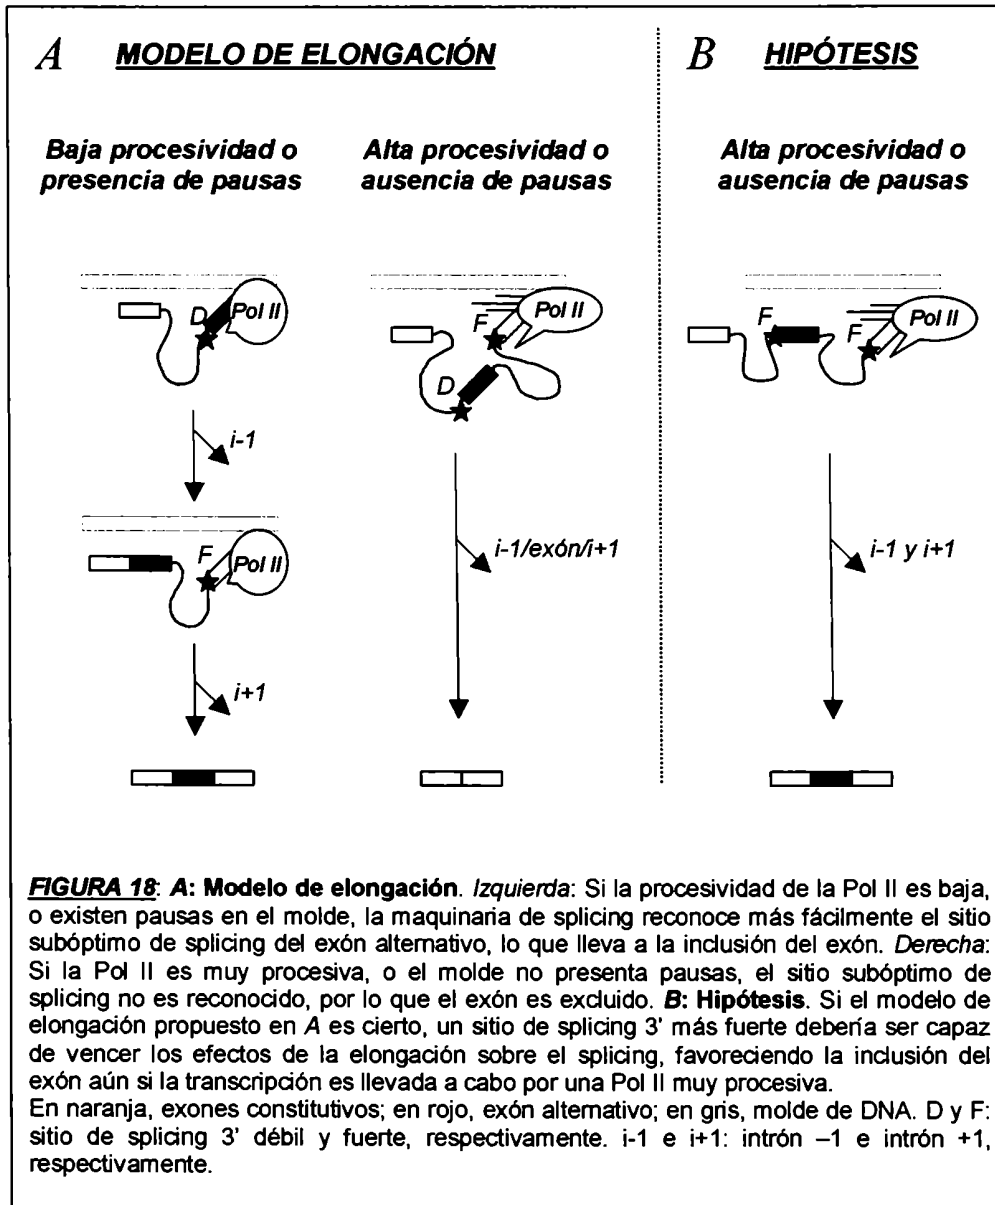 A MODELO DE ELONGACIÓN
Baja procesividad o
presencia de pausas
Alta procesividad o
ausencia de pausas
D
Pol II
i-1
F
Pol II
i+1
F
Pol II
D
i-1/exón/i+1
B HIPÓTESIS
Alta procesividad o
ausencia de pausas
F
F
Pol II
i-1 y i+1
FIGURA 18: A: Modelo de elongación. Izquierda: Si la procesividad de la Pol II es baja,
o existen pausas en el molde, la maquinaria de splicing reconoce más fácilmente el sitio
subóptimo de splicing del exón alternativo, lo que lleva a la inclusión del exón. Derecha:
Si la Pol II es muy procesiva, o el molde no presenta pausas, el sitio subóptimo de
splicing no es reconocido, por lo que el exón es excluido. B: Hipótesis. Si el modelo de
elongación propuesto en A es cierto, un sitio de splicing 3’ más fuerte debería ser capaz
de vencer los efectos de la elongación sobre el splicing, favoreciendo la inclusión del
exón aún si la transcripción es llevada a cabo por una Pol II muy procesiva.
En naranja, exones constitutivos; en rojo, exón alternativo; en gris, molde de DNA. D y F:
sitio de splicing 3’ débil y fuerte, respectivamente. i-1 e i+1: intrón –1 e intrón +1,
respectivamente.